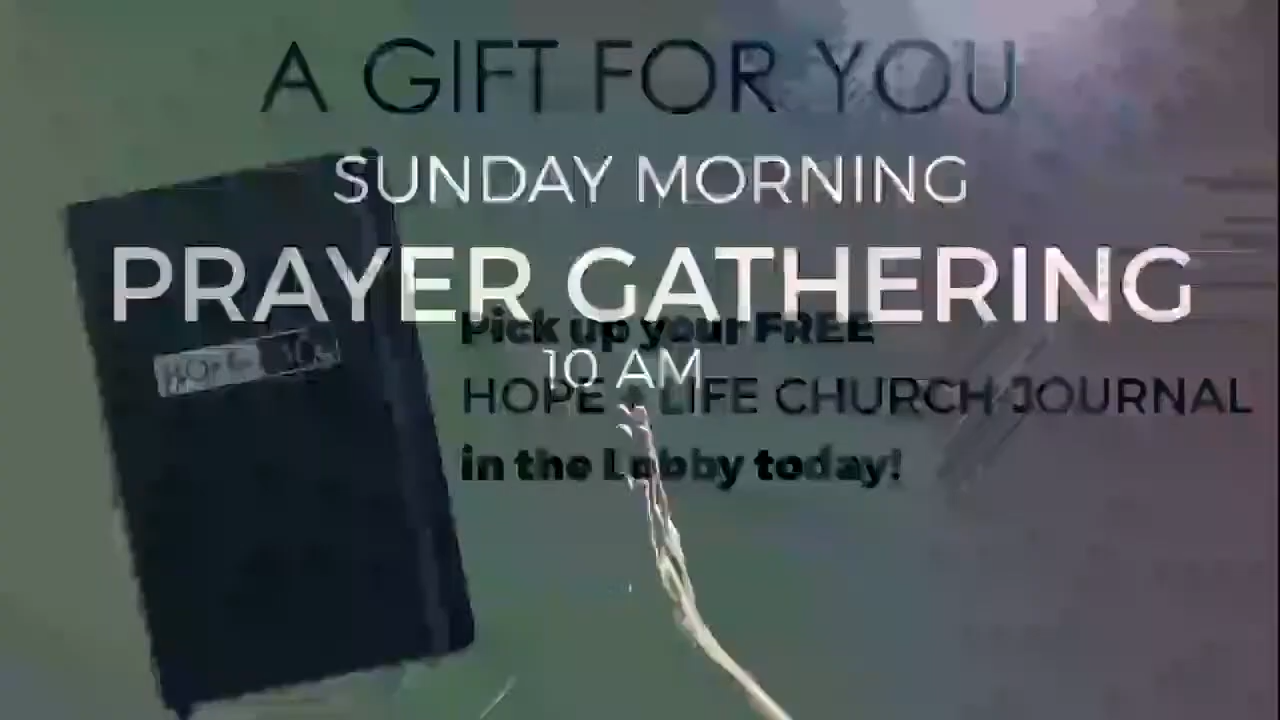 A GIFT FOR YOU
SUNDAY MORNING
PRAYER GATHERING
Pick up your FREE
10 AM
HOPE + LIFE CHURCH JOURNAL
in the Lobby today!